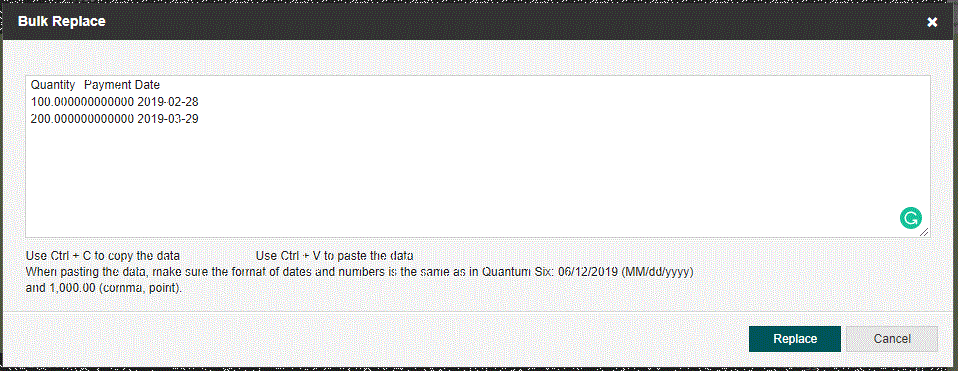 Bulk Replace
Quantity Payment Date
100.000000000000 2019-02-28
200.000000000000 2019-03-29
Use Ctrl + C to copy the data Use Ctrl + V to paste the data
When pasting the data, make sure the format of dates and numbers is the same as in Quantum Six: 06/12/2019 (MM/dd/yyyy)
and 1,000.00 (comma, point).
Replace Cancel